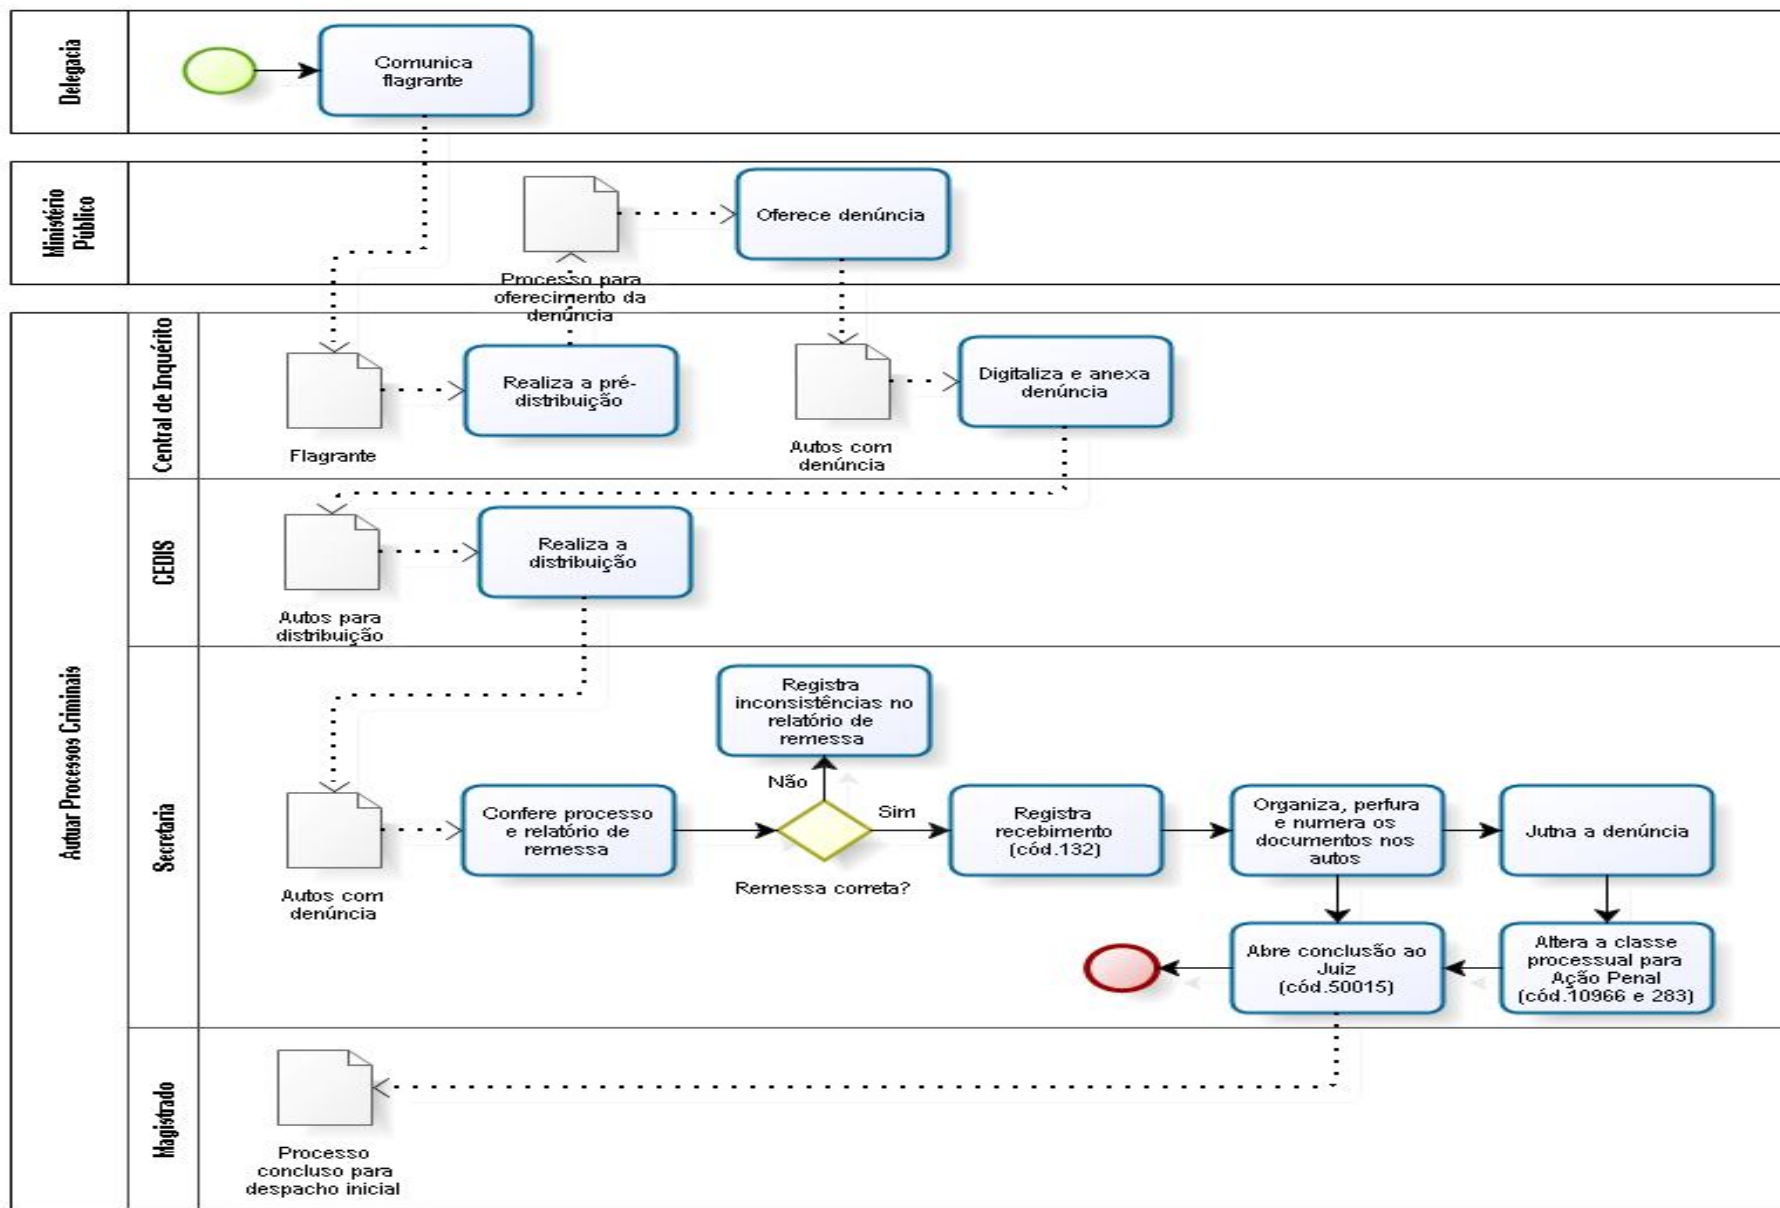 Delegacia
Comunica
flagrante
Ministério
Público
Processo para
oferecimento da
denúncia
Oferece denúncia
Autuar Processos Criminais
Central de Inquérito
Flagrante
Realiza a pré-
distribuição
Autos com
denúncia
Digitaliza e anexa
denúncia
CEDIS
Autos para
distribuição
Realiza a
distribuição
Secretaria
Autos com
denúncia
Confere processo
e relatório de
remessa
Remessa correta?
Não
Registra
inconsistências no
relatório de
remessa
Sim
Registra
recebimento
(cód.132)
Organiza, perfura
e numera os
documentos nos
autos
Jutna a denúncia
Altera a classe
processual para
Ação Penal
(cód.10966 e 283)
Abre conclusão ao
Juiz
(cód.50015)
Magistrado
Processo
concluso para
despacho inicial